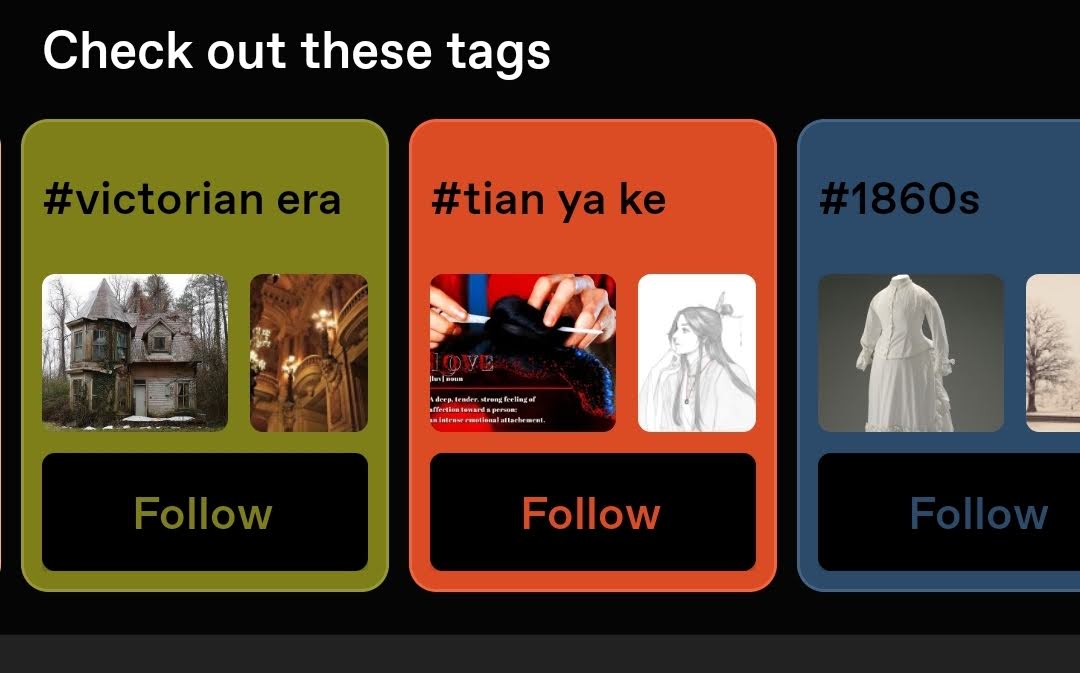 Check out these tags
#victorian era
#tian ya ke
#1860s
LOVE
[luv] noun
A deep, tender, strong feeling of
affection toward a person;
an intense emotional attachement.
Follow
Follow
Follow